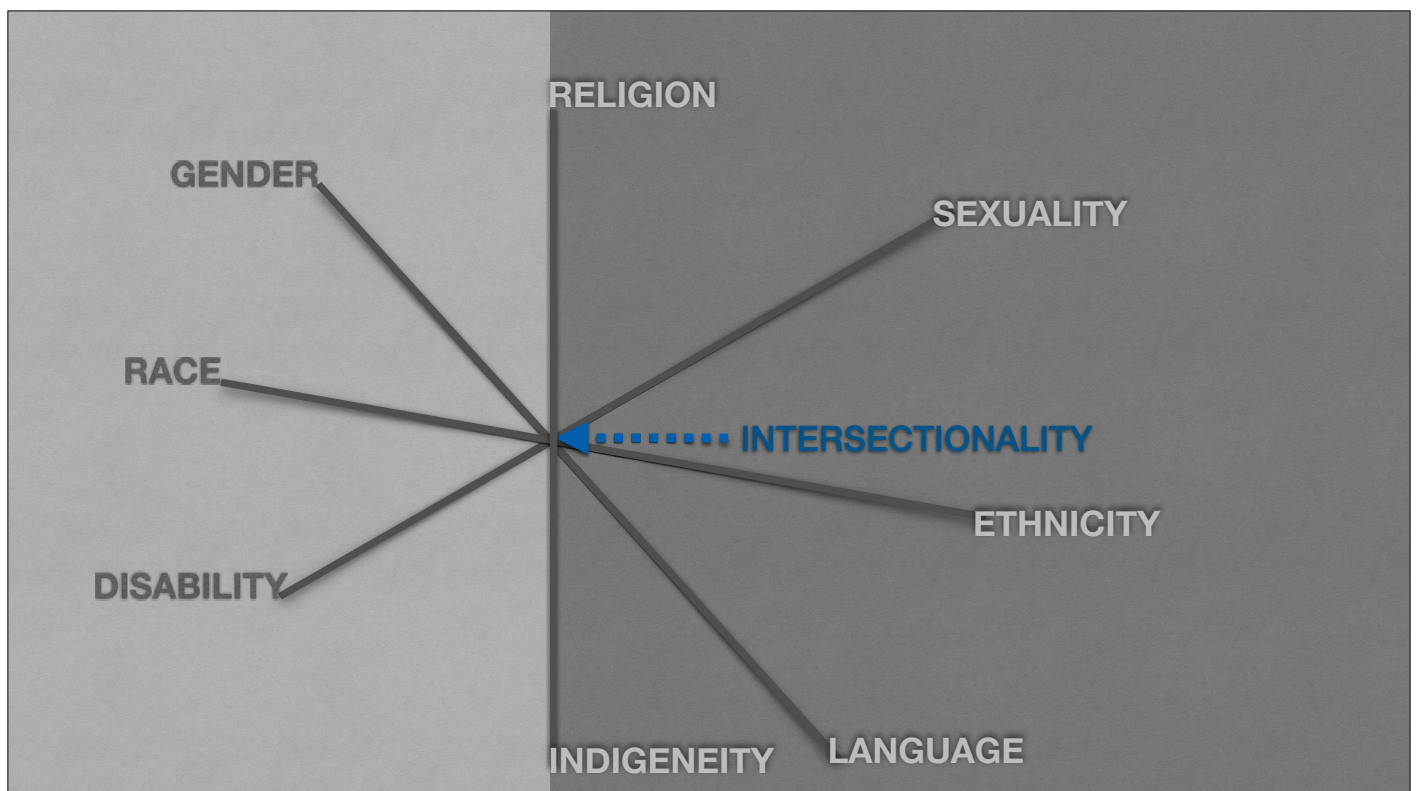 RELIGION
GENDER
SEXUALITY
RACE
INTERSECTIONALITY
ETHNICITY
DISABILITY
LANGUAGE
INDIGENEITY